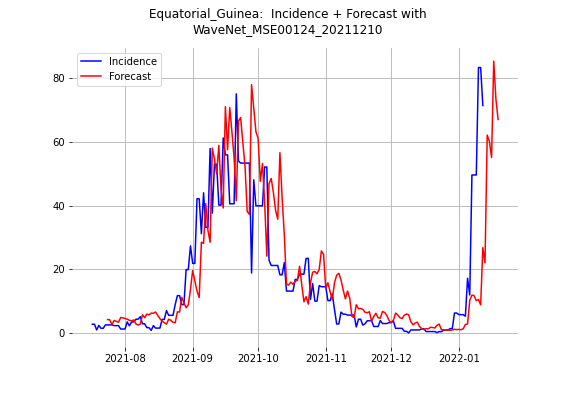 Equatorial_Guinea:  Incidence + Forecast with
WaveNet_MSE00124_20211210
Incidence
Forecast
80
60
40
20
0
2021-08
2021-09
2021-10
2021-11
2021-12
2022-01